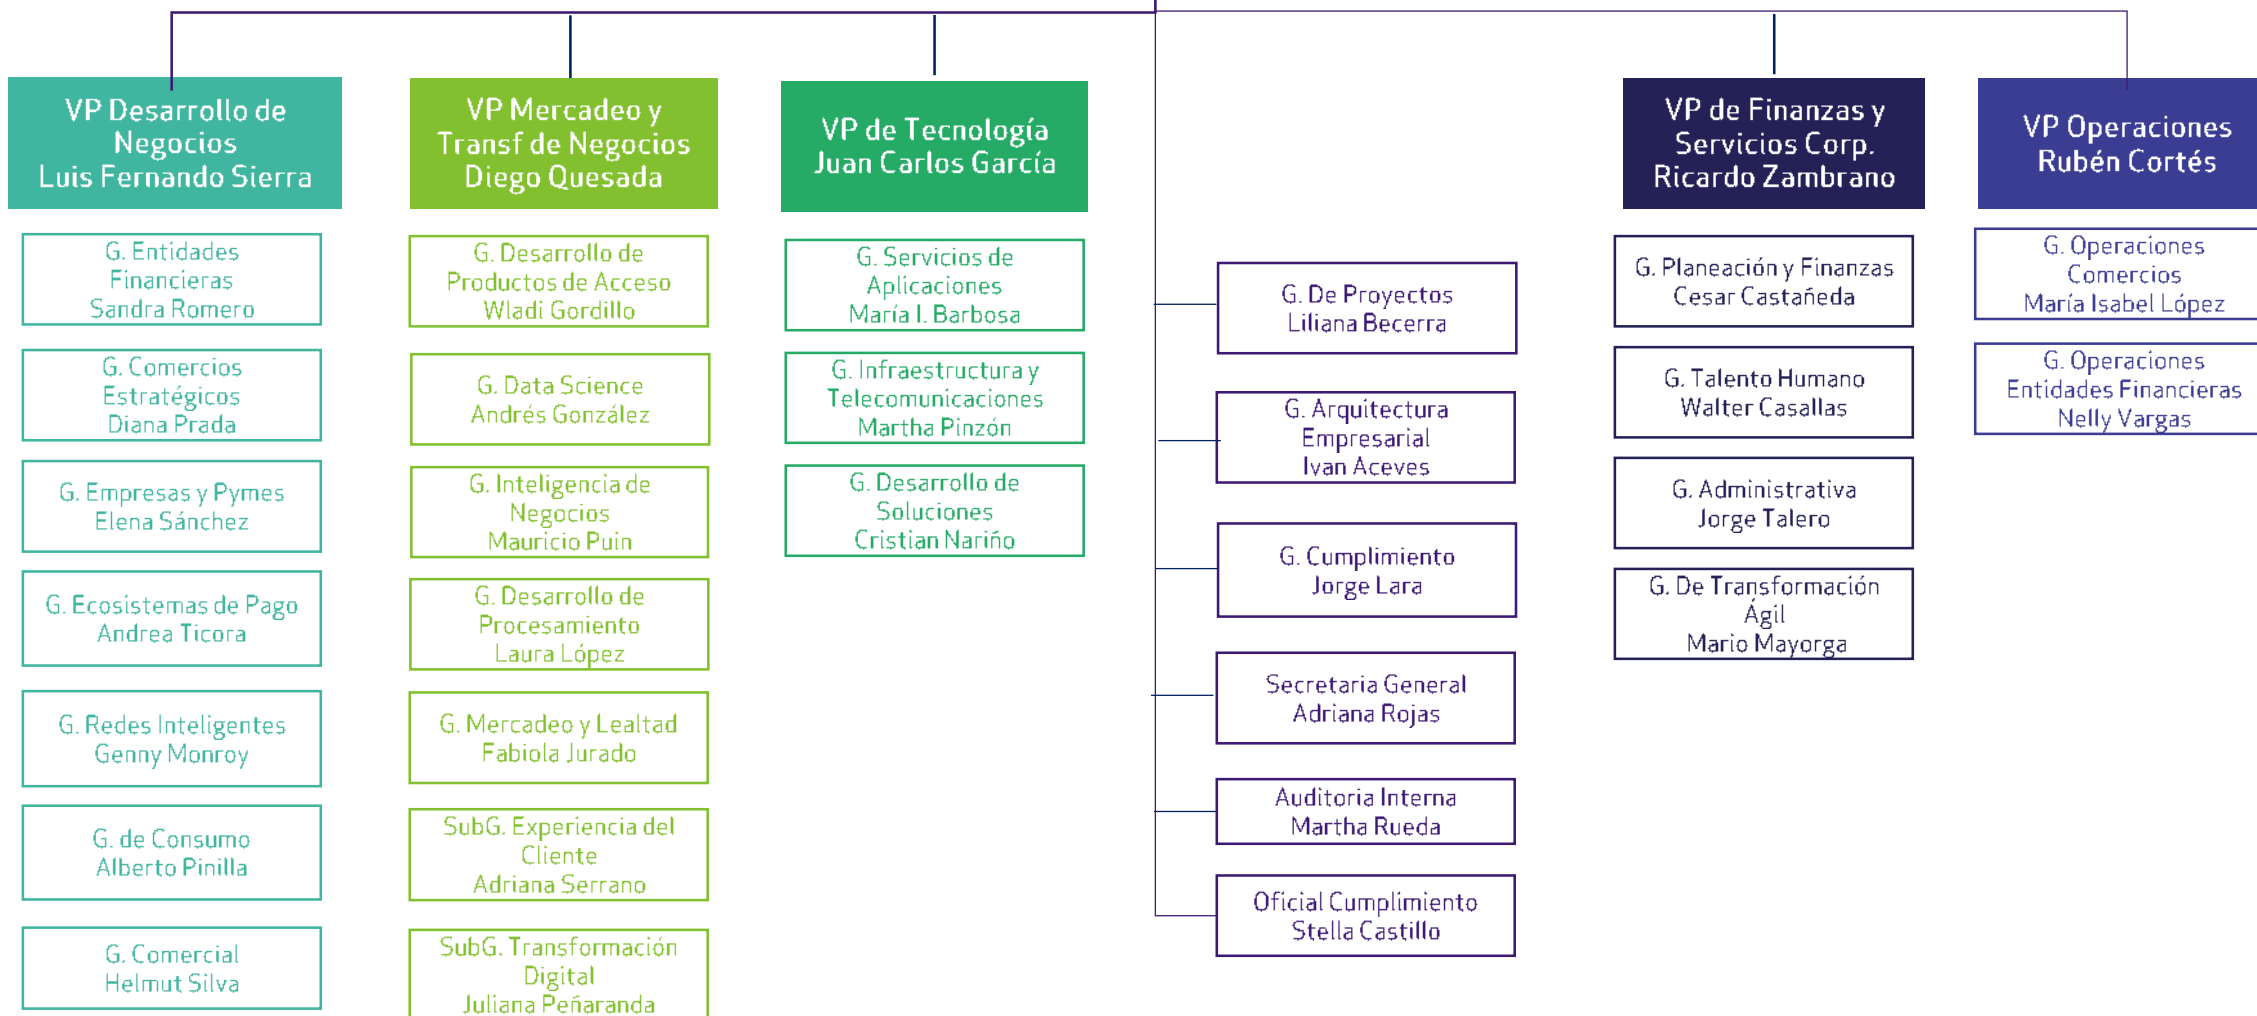 VP Desarrollo de
Negocios
Luis Fernando Sierra
G. Entidades
Financieras
Sandra Romero
G. Comercios
Estratégicos
Diana Prada
G. Empresas y Pymes
Elena Sánchez
G. Ecosistemas de Pago
Andrea Ticora
G. Redes Inteligentes
Genny Monroy
G. de Consumo
Alberto Pinilla
G. Comercial
Helmut Silva
VP Mercadeo y
Transf de Negocios
Diego Quesada
G. Desarrollo de
Productos de Acceso
Wladi Gordillo
G. Data Science
Andrés González
G. Inteligencia de
Negocios
Mauricio Puin
G. Desarrollo de
Procesamiento
Laura López
G. Mercadeo y Lealtad
Fabiola Jurado
SubG. Experiencia del
Cliente
Adriana Serrano
SubG. Transformación
Digital
Juliana Peñaranda
VP de Tecnología
Juan Carlos García
G. Servicios de
Aplicaciones
María I. Barbosa
G. Infraestructura y
Telecomunicaciones
Martha Pinzón
G. Desarrollo de
Soluciones
Cristian Nariño
G. De Proyectos
Liliana Becerra
G. Arquitectura
Empresarial
Ivan Aceves
G. Cumplimiento
Jorge Lara
Secretaria General
Adriana Rojas
Auditoria Interna
Martha Rueda
Oficial Cumplimiento
Stella Castillo
VP de Finanzas y
Servicios Corp.
Ricardo Zambrano
G. Planeación y Finanzas
Cesar Castañeda
G. Talento Humano
Walter Casallas
G. Administrativa
Jorge Talero
G. De Transformación
Ágil
Mario Mayorga
VP Operaciones
Rubén Cortés
G. Operaciones
Comercios
María Isabel López
G. Operaciones
Entidades Financieras
Nelly Vargas